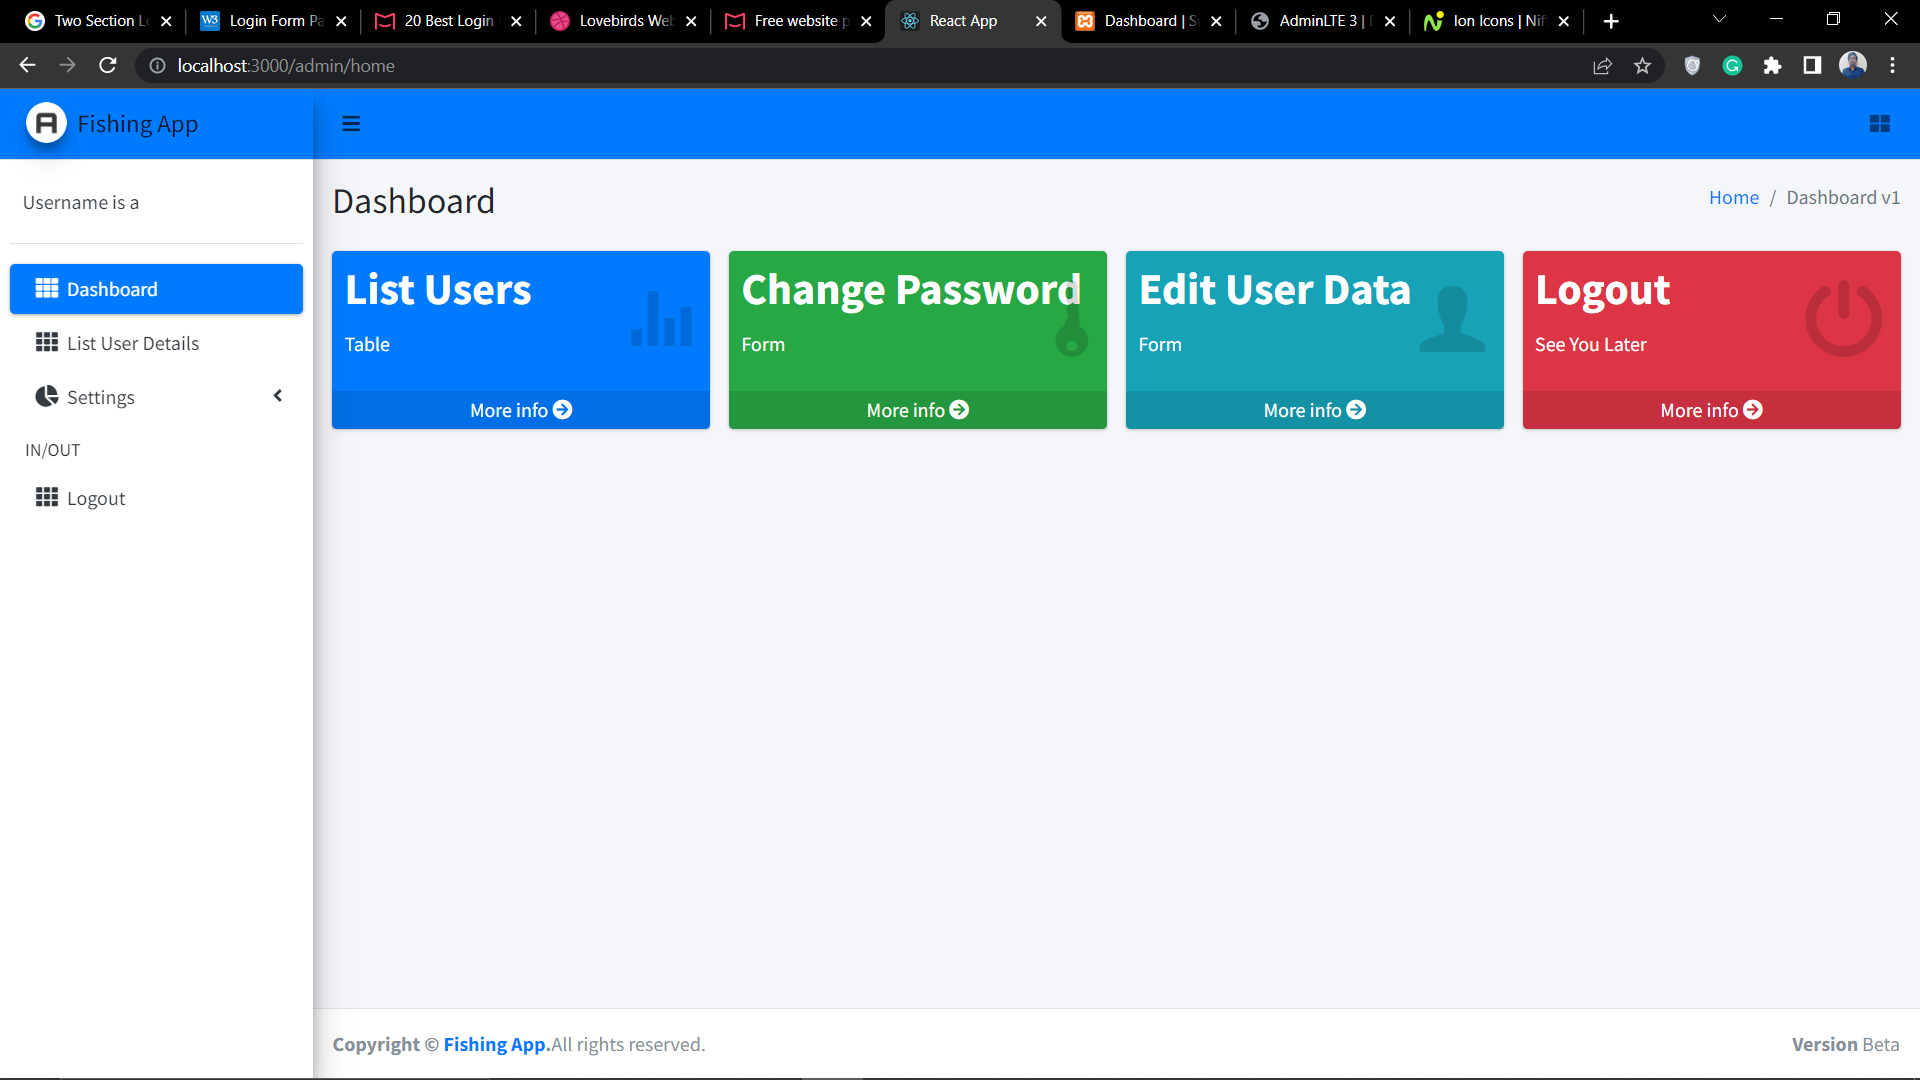 Two Section Lo
Login Form Pa
20 Best Login
Lovebirds Web
Free website p
React App
Dashboard | S
AdminLTE 3 | D
Ion Icons | Nif
localhost:3000/admin/home
Fishing App
Username is a
Dashboard
List User Details
Settings
IN/OUT
Logout
Dashboard
Home / Dashboard v1
List Users
Table
More info
Change Password
Form
More info
Edit User Data
Form
More info
Logout
See You Later
More info
Copyright © Fishing App.All rights reserved.
Version Beta